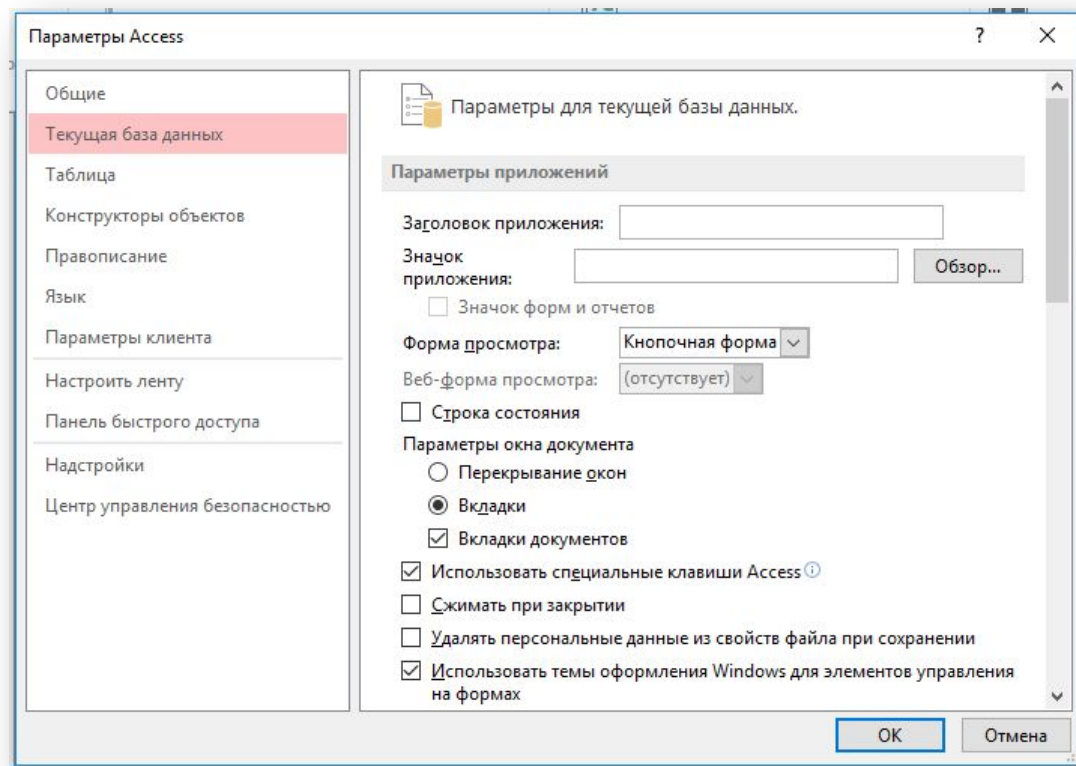 Параметры Access
Общие
Текущая база данных
Таблица
Конструкторы объектов
Правописание
Язык
Параметры клиента
Настроить ленту
Панель быстрого доступа
Надстройки
Центр управления безопасностью
Параметры для текущей базы данных.
Параметры приложений
Заголовок приложения:
Значок
приложения:
Обзор...
Значок форм и отчетов
Форма просмотра: Кнопочная форма
Веб-форма просмотра: (отсутствует)
Строка состояния
Параметры окна документа
Перекрывание окон
Вкладки
Вкладки документов
Использовать специальные клавиши Access
Сжимать при закрытии
Удалять персональные данные из свойств файла при сохранении
Использовать темы оформления Windows для элементов управления
на формах
ОК Отмена